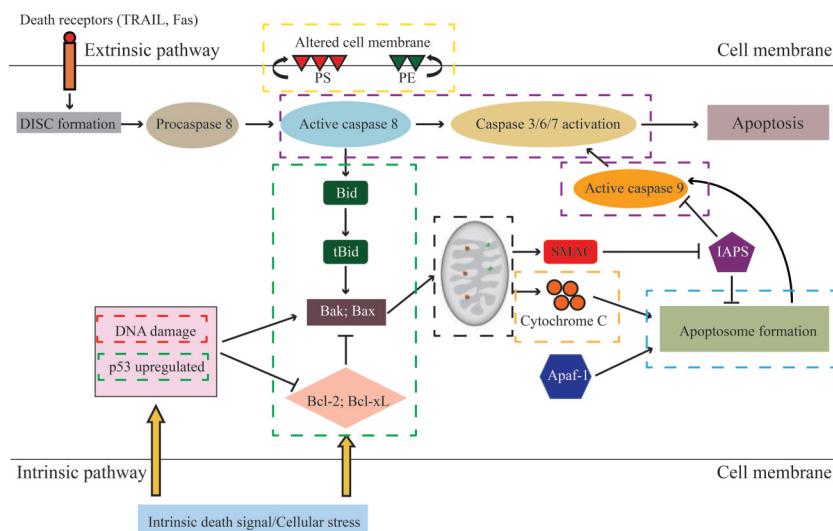 Death receptors (TRAIL, Fas)
Extrinsic pathway
Altered cell membrane
Cell membrane
PS
PE
DISC formation
Procaspase 8
Active caspase 8
Caspase 3/6/7 activation
Apoptosis
Active caspase 9
Bid
tBid
SMAC
IAPS
Bak; Bax
Cytochrome C
DNA damage
p53 upregulated
Apoptosome formation
Apaf-1
Bcl-2; Bcl-xL
Intrinsic pathway
Cell membrane
Intrinsic death signal/Cellular stress